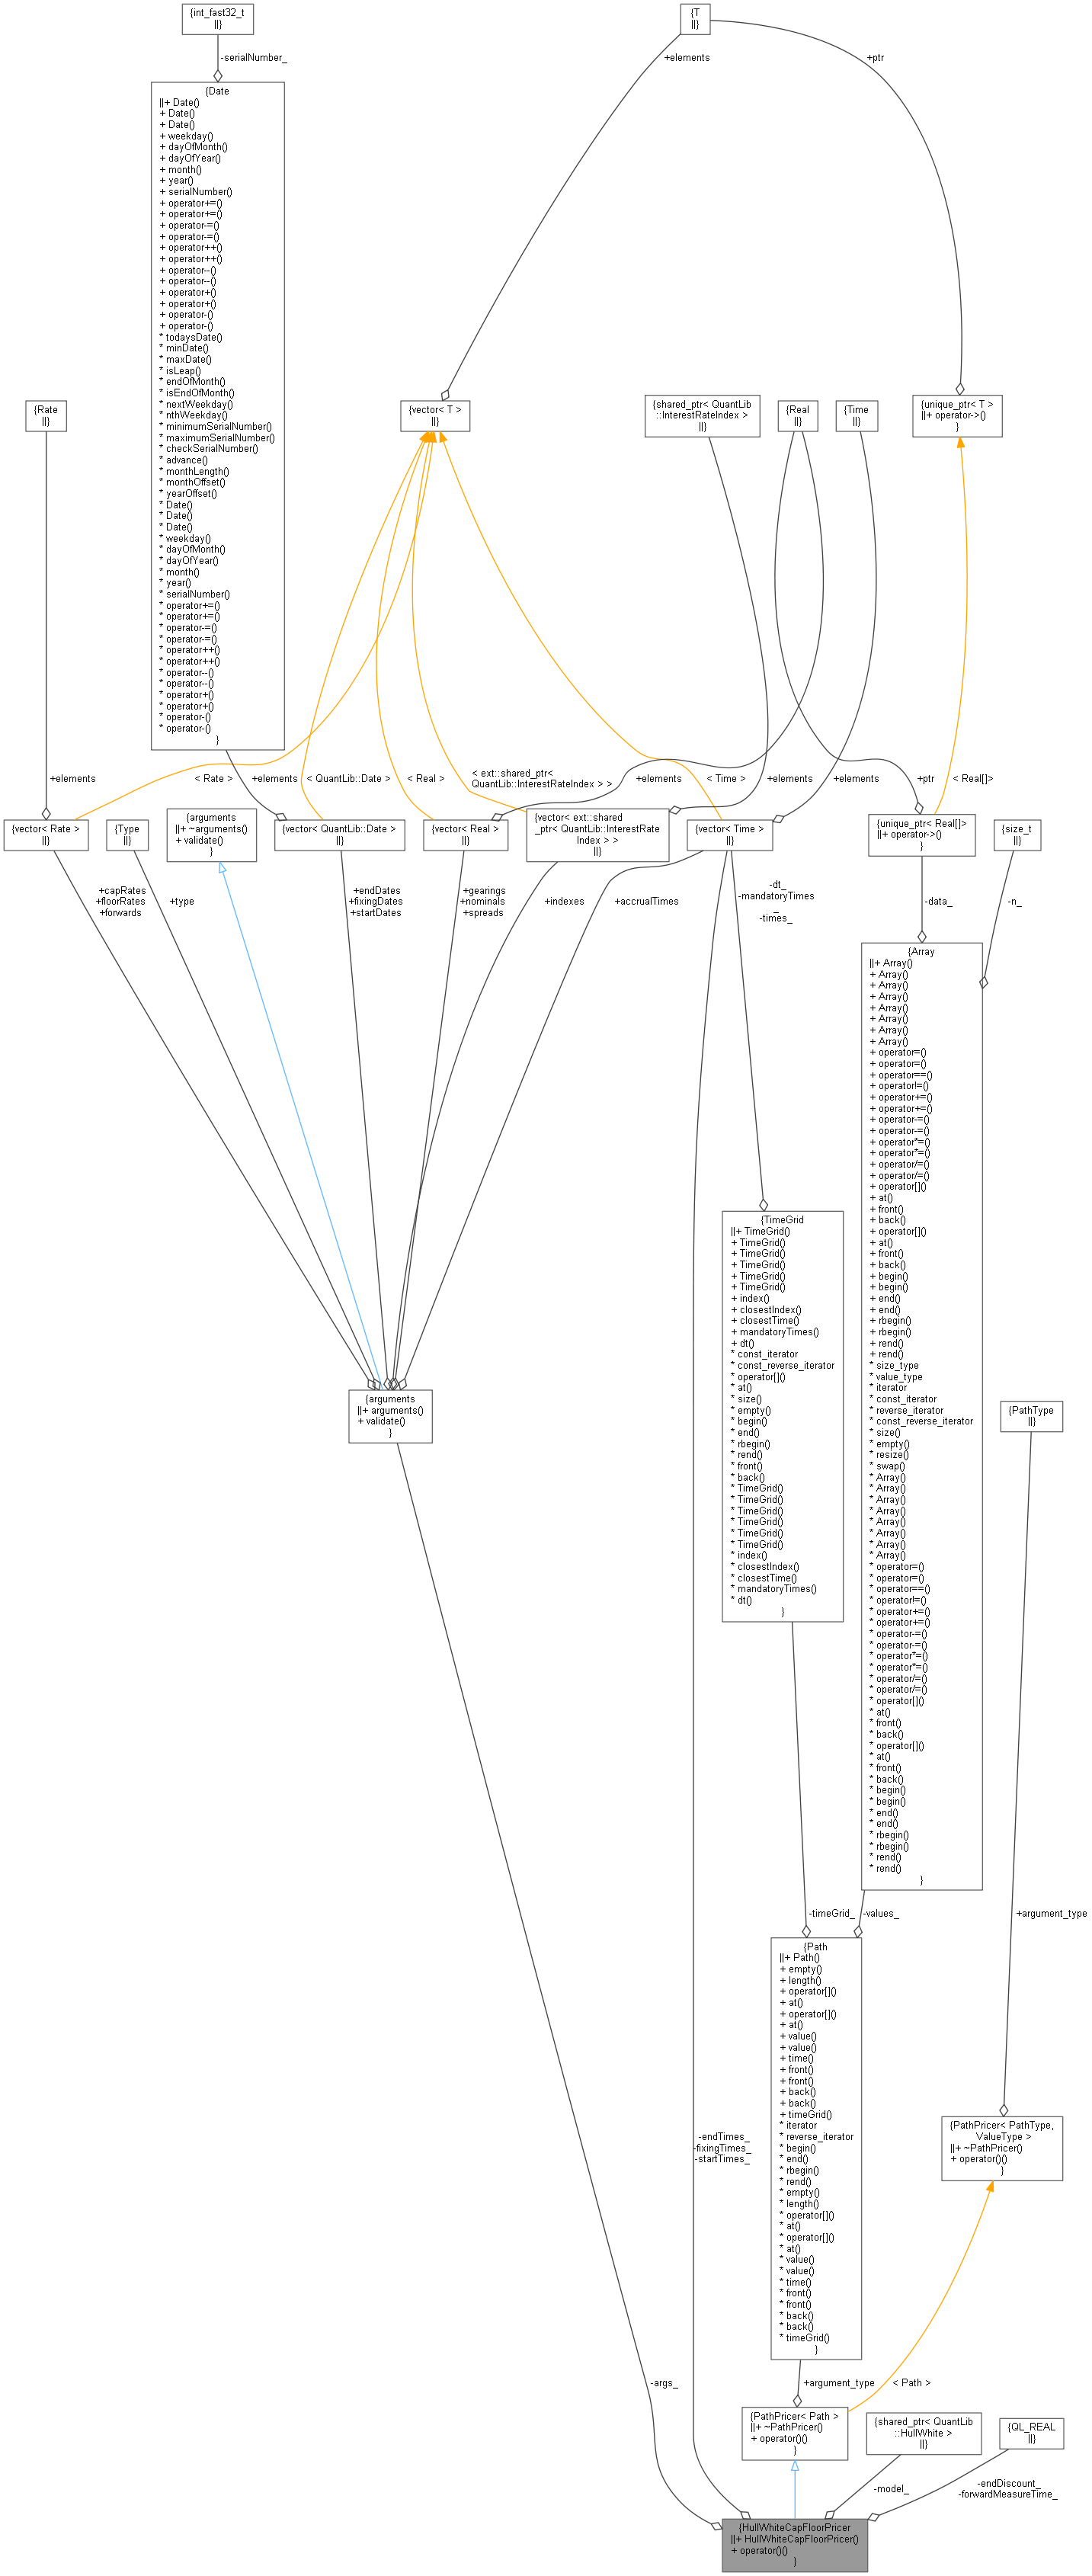 {int_fast32_t
||}
{T
||}
-serialNumber_
+elements
+ptr
{Date
||+ Date()
+ Date()
+ Date()
+ weekday()
+ dayOfMonth()
+ dayOfYear()
+ month()
+ year()
+ serialNumber()
+ operator+=()
+ operator+=()
+ operator-=()
+ operator-=()
+ operator++()
+ operator++()
+ operator--()
+ operator--()
+ operator+()
+ operator+()
+ operator-()
+ operator-()
* todaysDate()
* minDate()
* maxDate()
* isLeap()
* endOfMonth()
* isEndOfMonth()
* nextWeekday()
* nthWeekday()
* minimumSerialNumber()
* maximumSerialNumber()
* checkSerialNumber()
* advance()
* monthLength()
* monthOffset()
* yearOffset()
* Date()
* Date()
* Date()
* weekday()
* dayOfMonth()
* dayOfYear()
* month()
* year()
* serialNumber()
* operator+=()
* operator+=()
* operator-=()
* operator-=()
* operator++()
* operator++()
* operator--()
* operator--()
* operator+()
* operator+()
* operator-()
* operator-()
}
{Rate
||}
{vector< T >
||}
{shared_ptr< QuantLib
::InterestRateIndex >
||}
{Real
||}
{Time
||}
{unique_ptr< T >
||+ operator->()
}
+elements
< Rate >
+elements
< QuantLib::Date >
< Real >
< ext::shared_ptr<
QuantLib::InterestRateIndex > >
+elements
< Time >
+elements
+elements
+ptr
< Real[]>
{vector< Rate >
||}
{Type
||}
{arguments
||+ ~arguments()
+ validate()
}
{vector< QuantLib::Date >
||}
{vector< Real >
||}
{vector< ext::shared
_ptr< QuantLib::InterestRate
Index > >
||}
{vector< Time >
||}
{unique_ptr< Real[]>
||+ operator->()
}
{size_t
||}
+capRates
+floorRates
+forwards
+type
+endDates
+fixingDates
+startDates
+gearings
+nominals
+spreads
+indexes
+accrualTimes
-dt_
-mandatoryTimes
_
-times_
-data_
-n_
{Array
||+ Array()
+ Array()
+ Array()
+ Array()
+ Array()
+ Array()
+ Array()
+ Array()
+ operator=()
+ operator=()
+ operator==()
+ operator!=()
+ operator+=()
+ operator+=()
+ operator-=()
+ operator-=()
+ operator*=()
+ operator*=()
+ operator/=()
+ operator/=()
+ operator[]()
+ at()
+ front()
+ back()
+ operator[]()
+ at()
+ front()
+ back()
+ begin()
+ begin()
+ end()
+ end()
+ rbegin()
+ rbegin()
+ rend()
+ rend()
* size_type
* value_type
* iterator
* const_iterator
* reverse_iterator
* const_reverse_iterator
* size()
* empty()
* resize()
* swap()
* Array()
* Array()
* Array()
* Array()
* Array()
* Array()
* Array()
* Array()
* operator=()
* operator=()
* operator==()
* operator!=()
* operator+=()
* operator+=()
* operator-=()
* operator-=()
* operator*=()
* operator*=()
* operator/=()
* operator/=()
* operator[]()
* at()
* front()
* back()
* operator[]()
* at()
* front()
* back()
* begin()
* begin()
* end()
* end()
* rbegin()
* rbegin()
* rend()
* rend()
}
{TimeGrid
||+ TimeGrid()
+ TimeGrid()
+ TimeGrid()
+ TimeGrid()
+ TimeGrid()
+ TimeGrid()
+ index()
+ closestIndex()
+ closestTime()
+ mandatoryTimes()
+ dt()
* const_iterator
* const_reverse_iterator
* operator[]()
* at()
* size()
* empty()
* begin()
* end()
* rbegin()
* rend()
* front()
* back()
* TimeGrid()
* TimeGrid()
* TimeGrid()
* TimeGrid()
* TimeGrid()
* TimeGrid()
* index()
* closestIndex()
* closestTime()
* mandatoryTimes()
* dt()
}
{arguments
||+ arguments()
+ validate()
}
{PathType
||}
-timeGrid_
-values_
+argument_type
{Path
||+ Path()
+ empty()
+ length()
+ operator[]()
+ at()
+ operator[]()
+ at()
+ value()
+ value()
+ time()
+ front()
+ front()
+ back()
+ back()
+ timeGrid()
* iterator
* reverse_iterator
* begin()
* end()
* rbegin()
* rend()
* empty()
* length()
* operator[]()
* at()
* operator[]()
* at()
* value()
* value()
* time()
* front()
* front()
* back()
* back()
* timeGrid()
}
-endTimes_
-fixingTimes_
-startTimes_
{PathPricer< PathType,
ValueType >
||+ ~PathPricer()
+ operator()()
}
-args_
+argument_type
< Path >
{PathPricer< Path >
||+ ~PathPricer()
+ operator()()
}
{shared_ptr< QuantLib
::HullWhite >
||}
{QL_REAL
||}
-model_
-endDiscount_
-forwardMeasureTime_
{HullWhiteCapFloorPricer
||+ HullWhiteCapFloorPricer()
+ operator()()
}